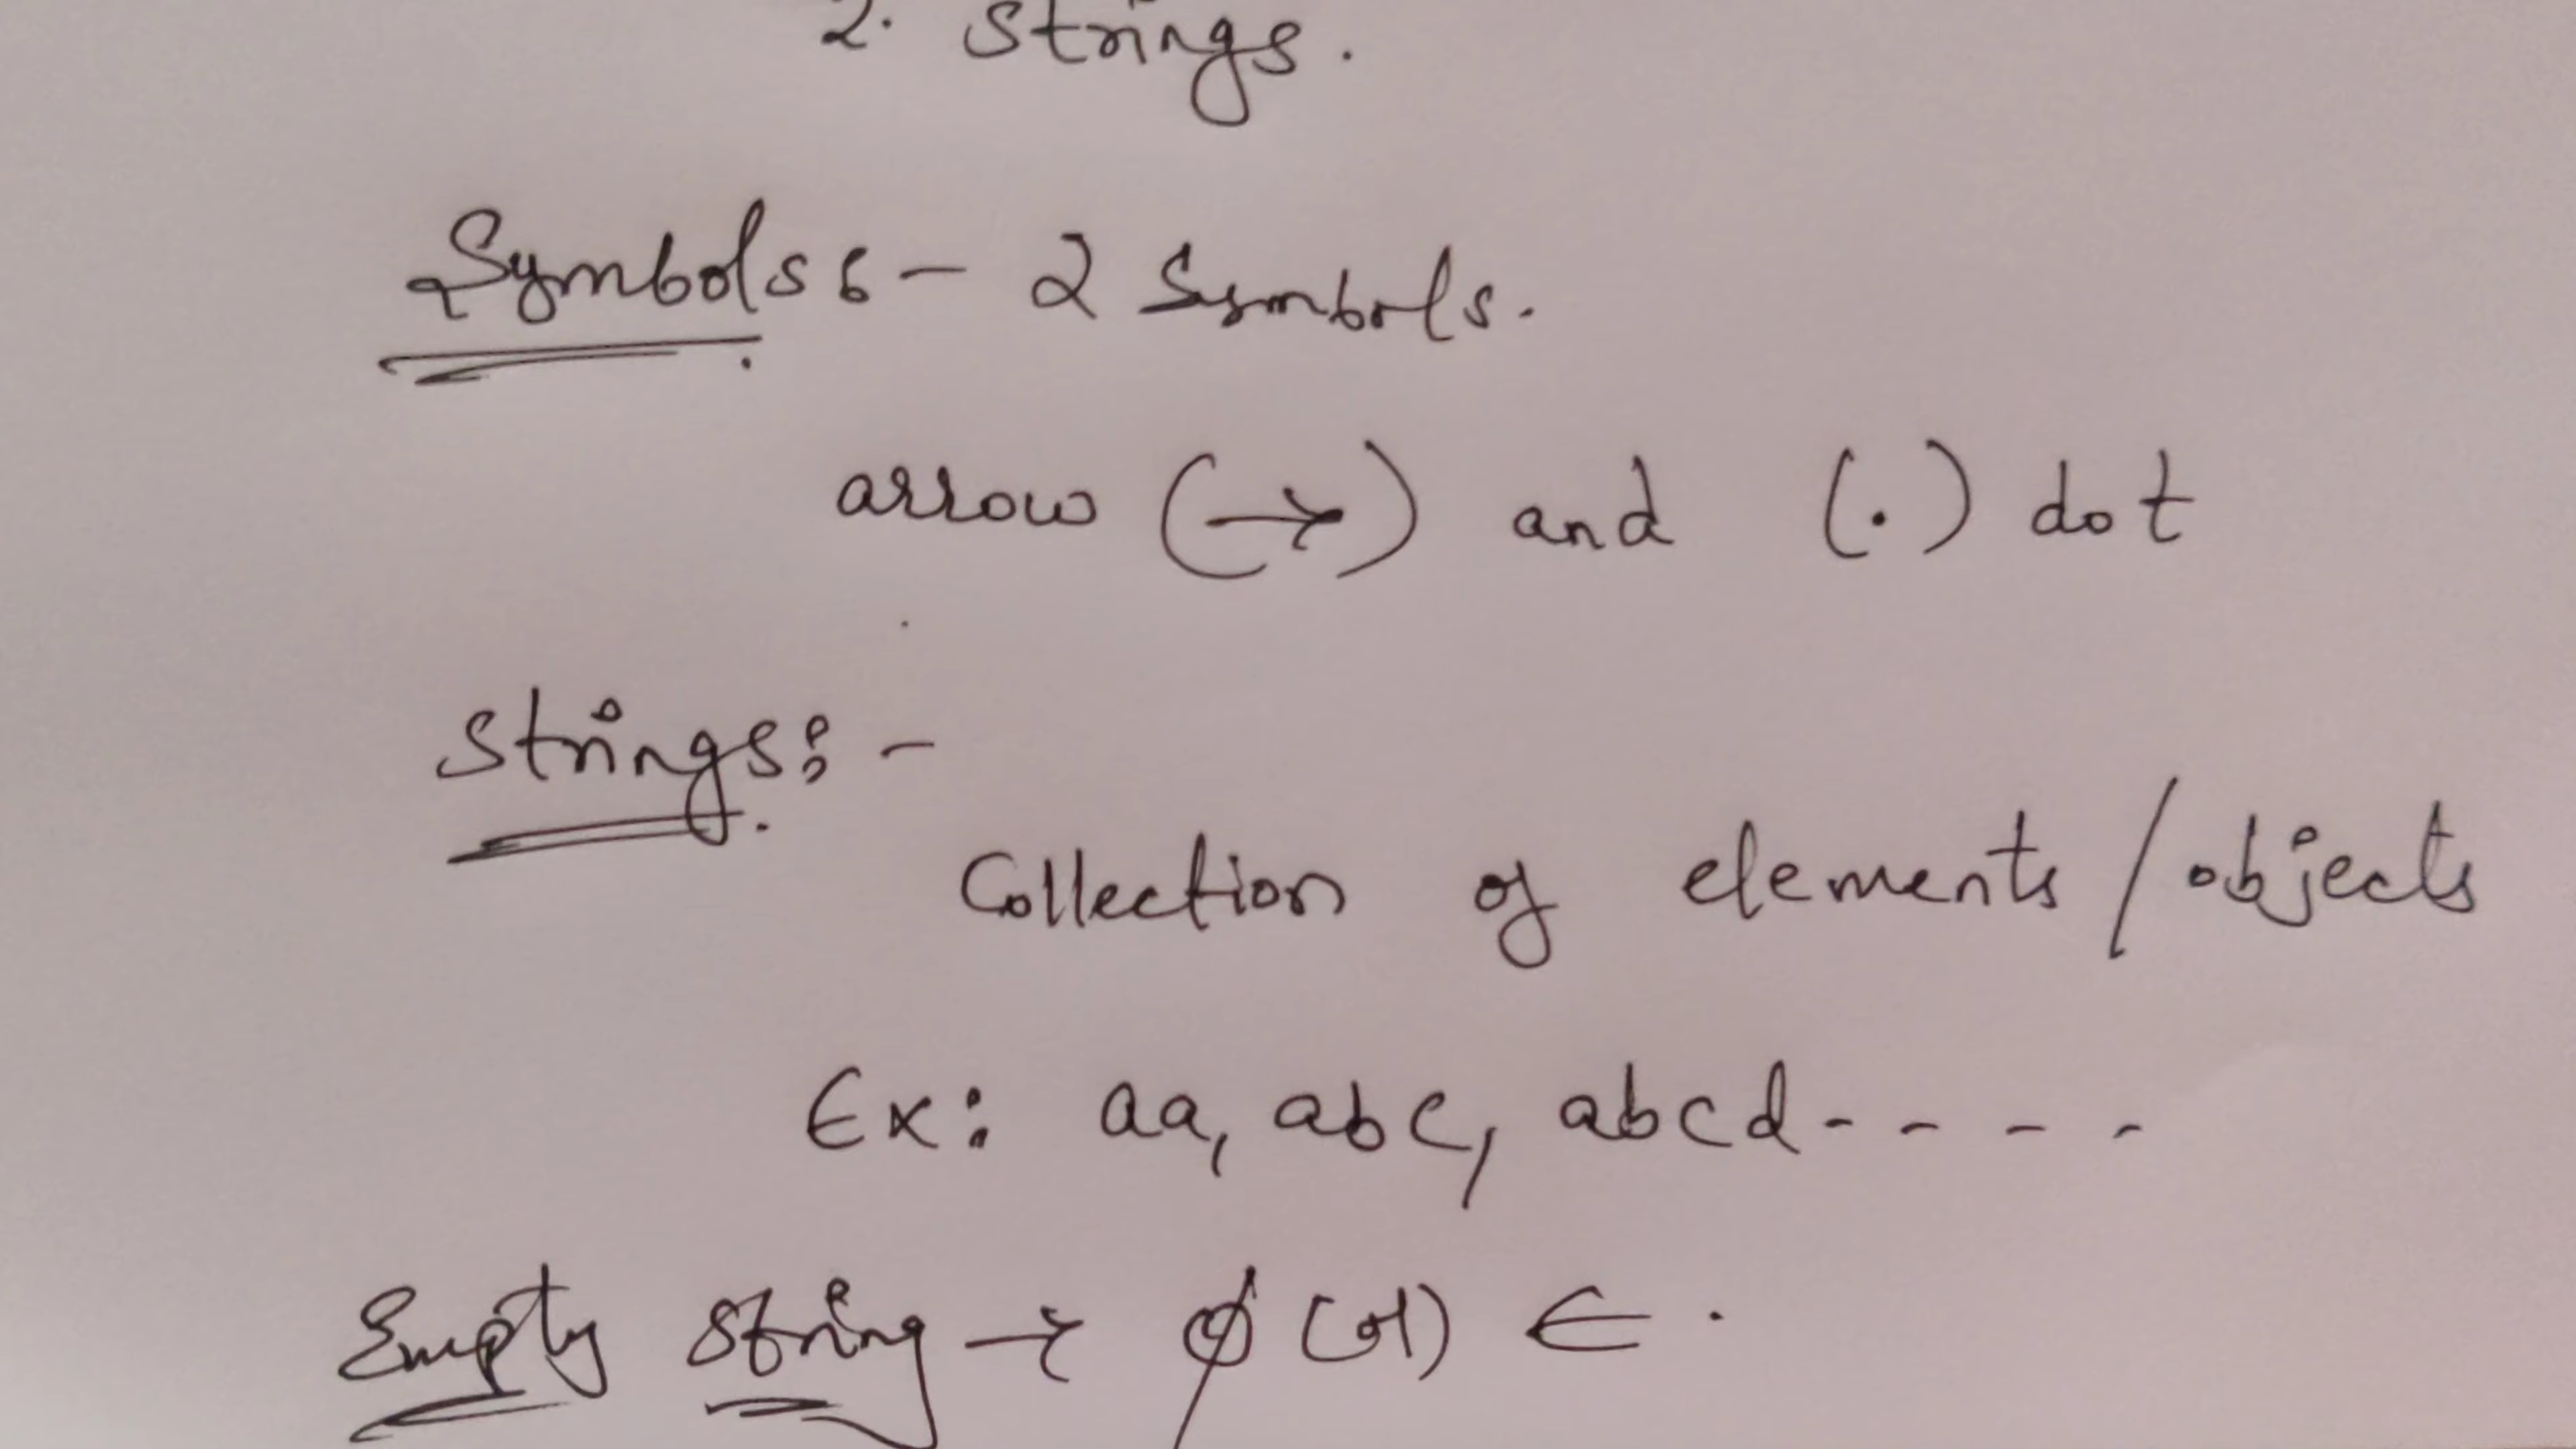 2. Strings.
Symbols :- 2 Symbols.
arrow (→) and (.) dot
Strings :-
Collection of elements / objects
Ex: aa, abc, abcd - - - -
Empty String → ϕ (or) ∈ .